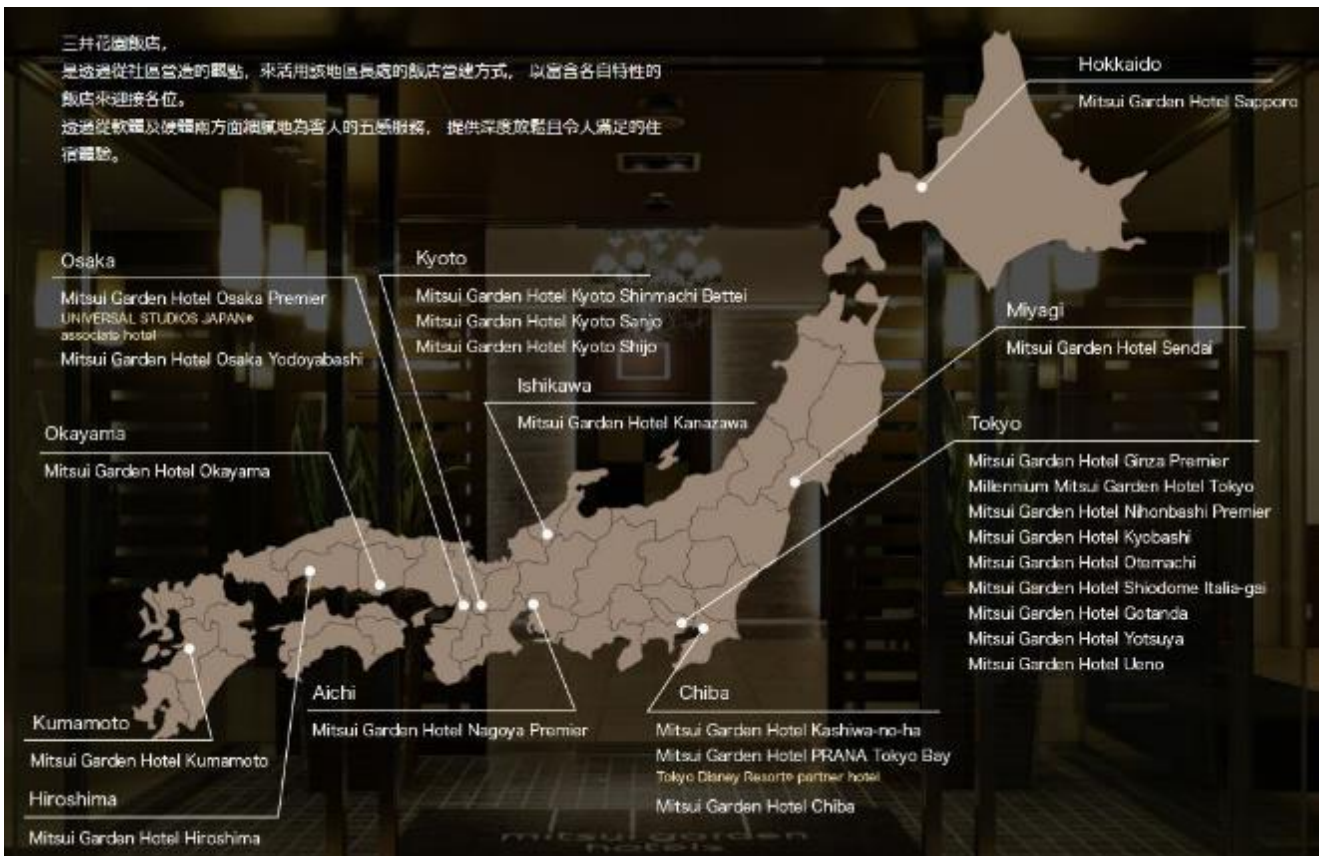 三井花園飯店，
是透過從社區營造的觀點，來活用該地區長處的飯店營建方式，以富含各自特性的
飯店來迎接各位。
透過從軟體及硬體兩方面細膩地為客人的五感服務，提供深度放鬆且令人滿足的住
宿體驗。
Hokkaido
Mitsui Garden Hotel Sapporo
Osaka
Mitsui Garden Hotel Osaka Premier
UNIVERSAL STUDIOS JAPAN®
associate hotel
Mitsui Garden Hotel Osaka Yodoyabashi
Kyoto
Mitsui Garden Hotel Kyoto Shinmachi Bettei
Mitsui Garden Hotel Kyoto Sanjo
Mitsui Garden Hotel Kyoto Shijo
Miyagi
Mitsui Garden Hotel Sendai
Ishikawa
Mitsui Garden Hotel Kanazawa
Okayama
Mitsui Garden Hotel Okayama
Tokyo
Mitsui Garden Hotel Ginza Premier
Millennium Mitsui Garden Hotel Tokyo
Mitsui Garden Hotel Nihonbashi Premier
Mitsui Garden Hotel Kyobashi
Mitsui Garden Hotel Otemachi
Mitsui Garden Hotel Shiodome Italia-gai
Mitsui Garden Hotel Gotanda
Mitsui Garden Hotel Yotsuya
Mitsui Garden Hotel Ueno
Aichi
Mitsui Garden Hotel Nagoya Premier
Chiba
Mitsui Garden Hotel Kashiwa-no-ha
Mitsui Garden Hotel PRANA Tokyo Bay
Tokyo Disney Resort® partner hotel
Mitsui Garden Hotel Chiba
Kumamoto
Mitsui Garden Hotel Kumamoto
Hiroshima
Mitsui Garden Hotel Hiroshima
mitsui garden
hotels